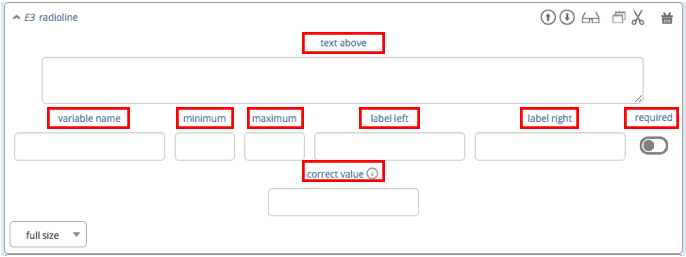 E3 radioline
text above
variable name minimum maximum label left label right required
correct value
full size